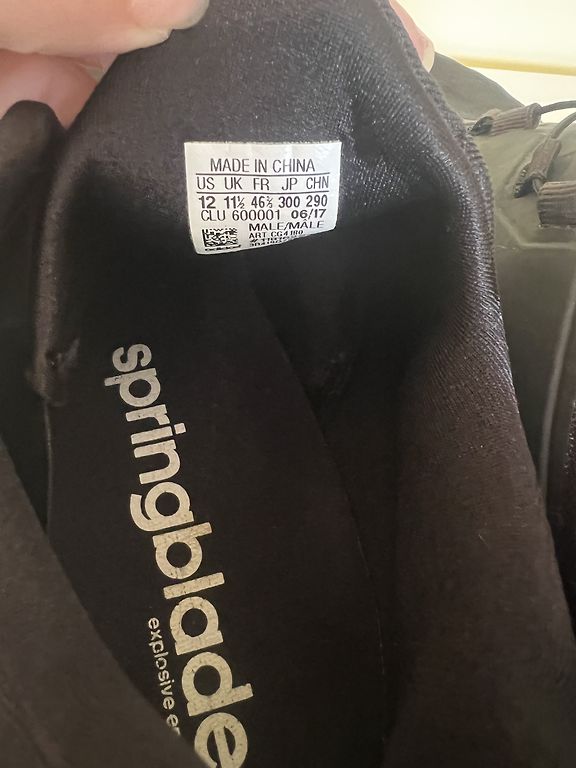 MADE IN CHINA
US UK FR JP CHN
12 11½ 46⅔ 300 290
CLU 600001 06/17
MALE/MALE
ART CG4180
adidas
springblade
explosive